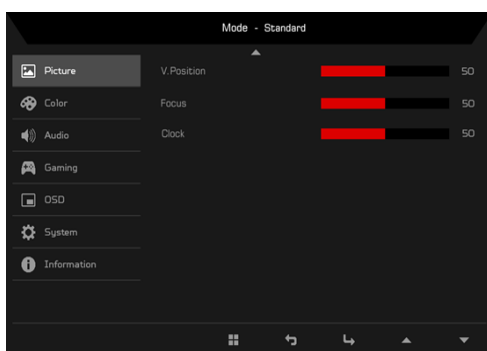 Mode - Standard
Picture
V.Position 50
Color
Focus 50
Audio
Clock 50
Gaming
OSD
System
Information